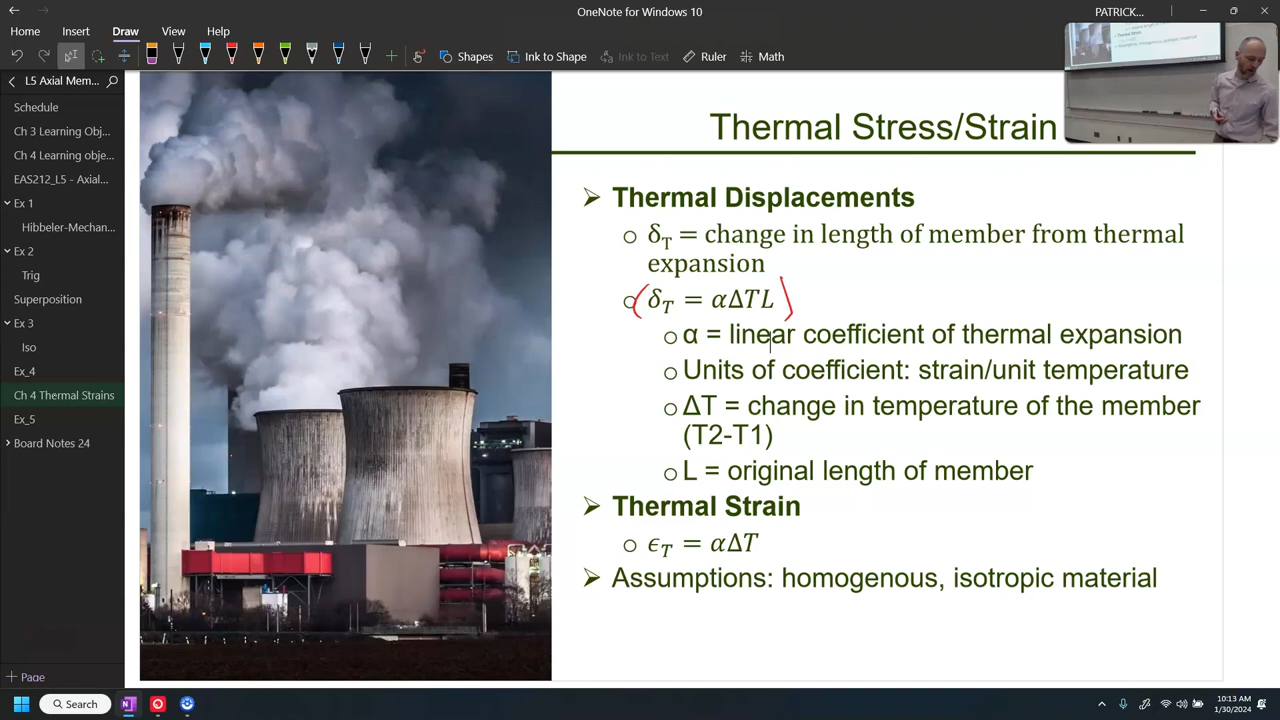 OneNote for Windows 10
PATRICK...
Home
Draw
View
Help
Shapes
Ink to Shape
Ink to Text
Ruler
Math
L5 Axial Mem...
Schedule
Ch 3 Learning Obj...
Ch 4 Learning obje...
EAS212_L5 - Axial...
Ex 1
Hibbeler-Mechan...
Ex 2
Trig
Superposition
Ex 3
Ex_4
Ch 4 Thermal Strains
Ex_5
Board Notes 24
Page
Thermal Stress/Strain
Thermal Displacements
δT = change in length of member from thermal
expansion
δT = αΔTL
α = linear coefficient of thermal expansion
Units of coefficient: strain/unit temperature
ΔT = change in temperature of the member
(T2-T1)
L = original length of member
Thermal Strain
ϵT = αΔT
Assumptions: homogenous, isotropic material
Search
10:13 AM
1/30/2024